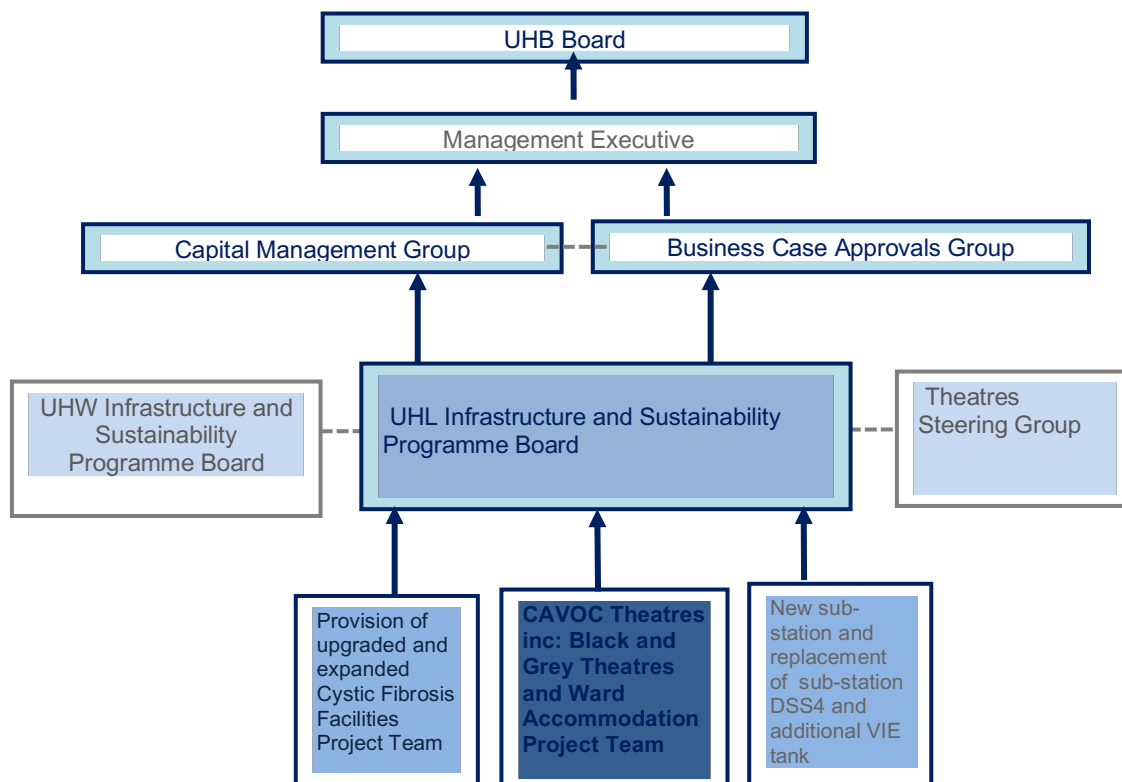 UHB Board
Management Executive
Capital Management Group
Business Case Approvals Group
UHW Infrastructure and
Sustainability
Programme Board
UHL Infrastructure and Sustainability
Programme Board
Theatres
Steering Group
Provision of
upgraded and
expanded
Cystic Fibrosis
Facilities
Project Team
CAVOC Theatres
inc: Black and
Grey Theatres
and Ward
Accommodation
Project Team
New sub-
station and
replacement
of sub-station
DSS4 and
additional VIE
tank